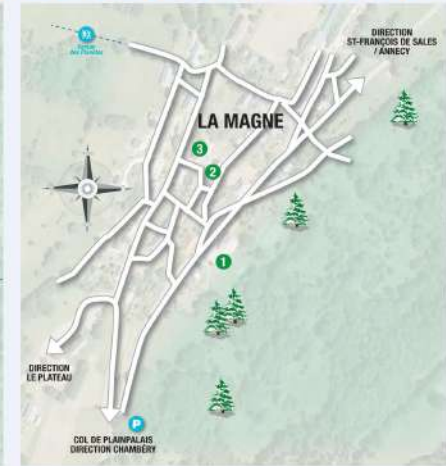 DIRECTION
ST-FRANÇOIS DE SALES
/ ANNECY
LA MAGNE
3
2
1
DIRECTION
LE PLATEAU
P
COL DE PLAINPALAIS
DIRECTION CHAMBÉRY